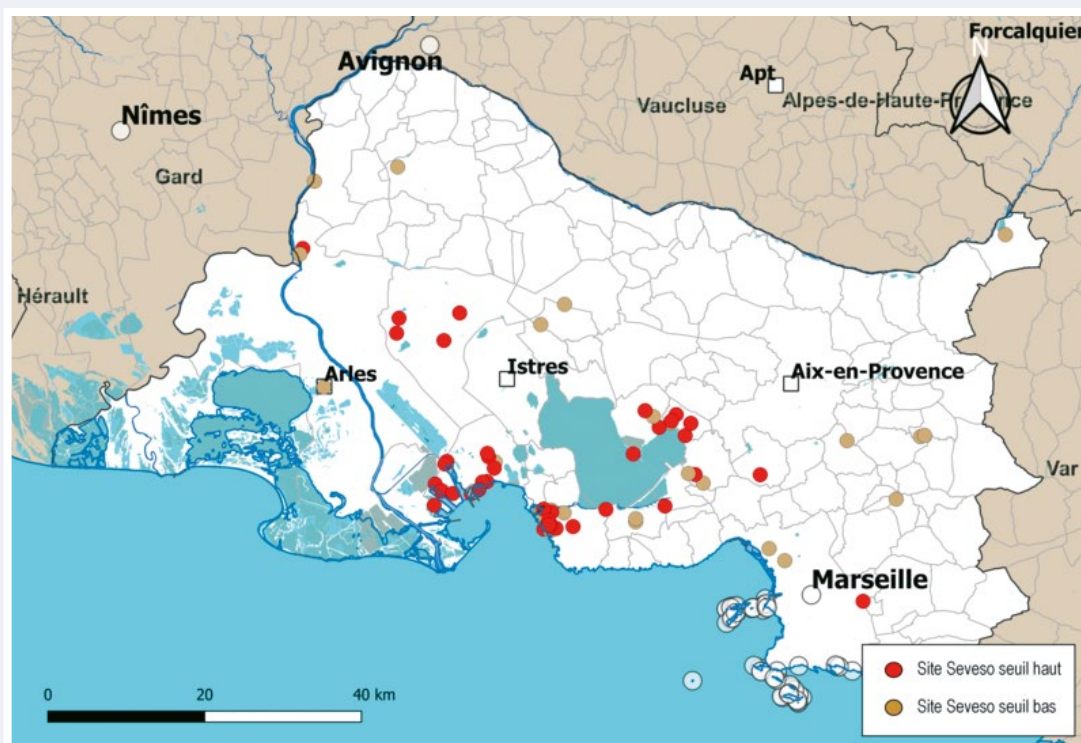 Forcalquier
N
Avignon
Apt
Vaucluse
Alpes-de-Haute-Provence
Nîmes
Gard
Hérault
Arles
Istres
Aix-en-Provence
Var
Marseille
Site Seveso seuil haut
Site Seveso seuil bas
0 20 40 km